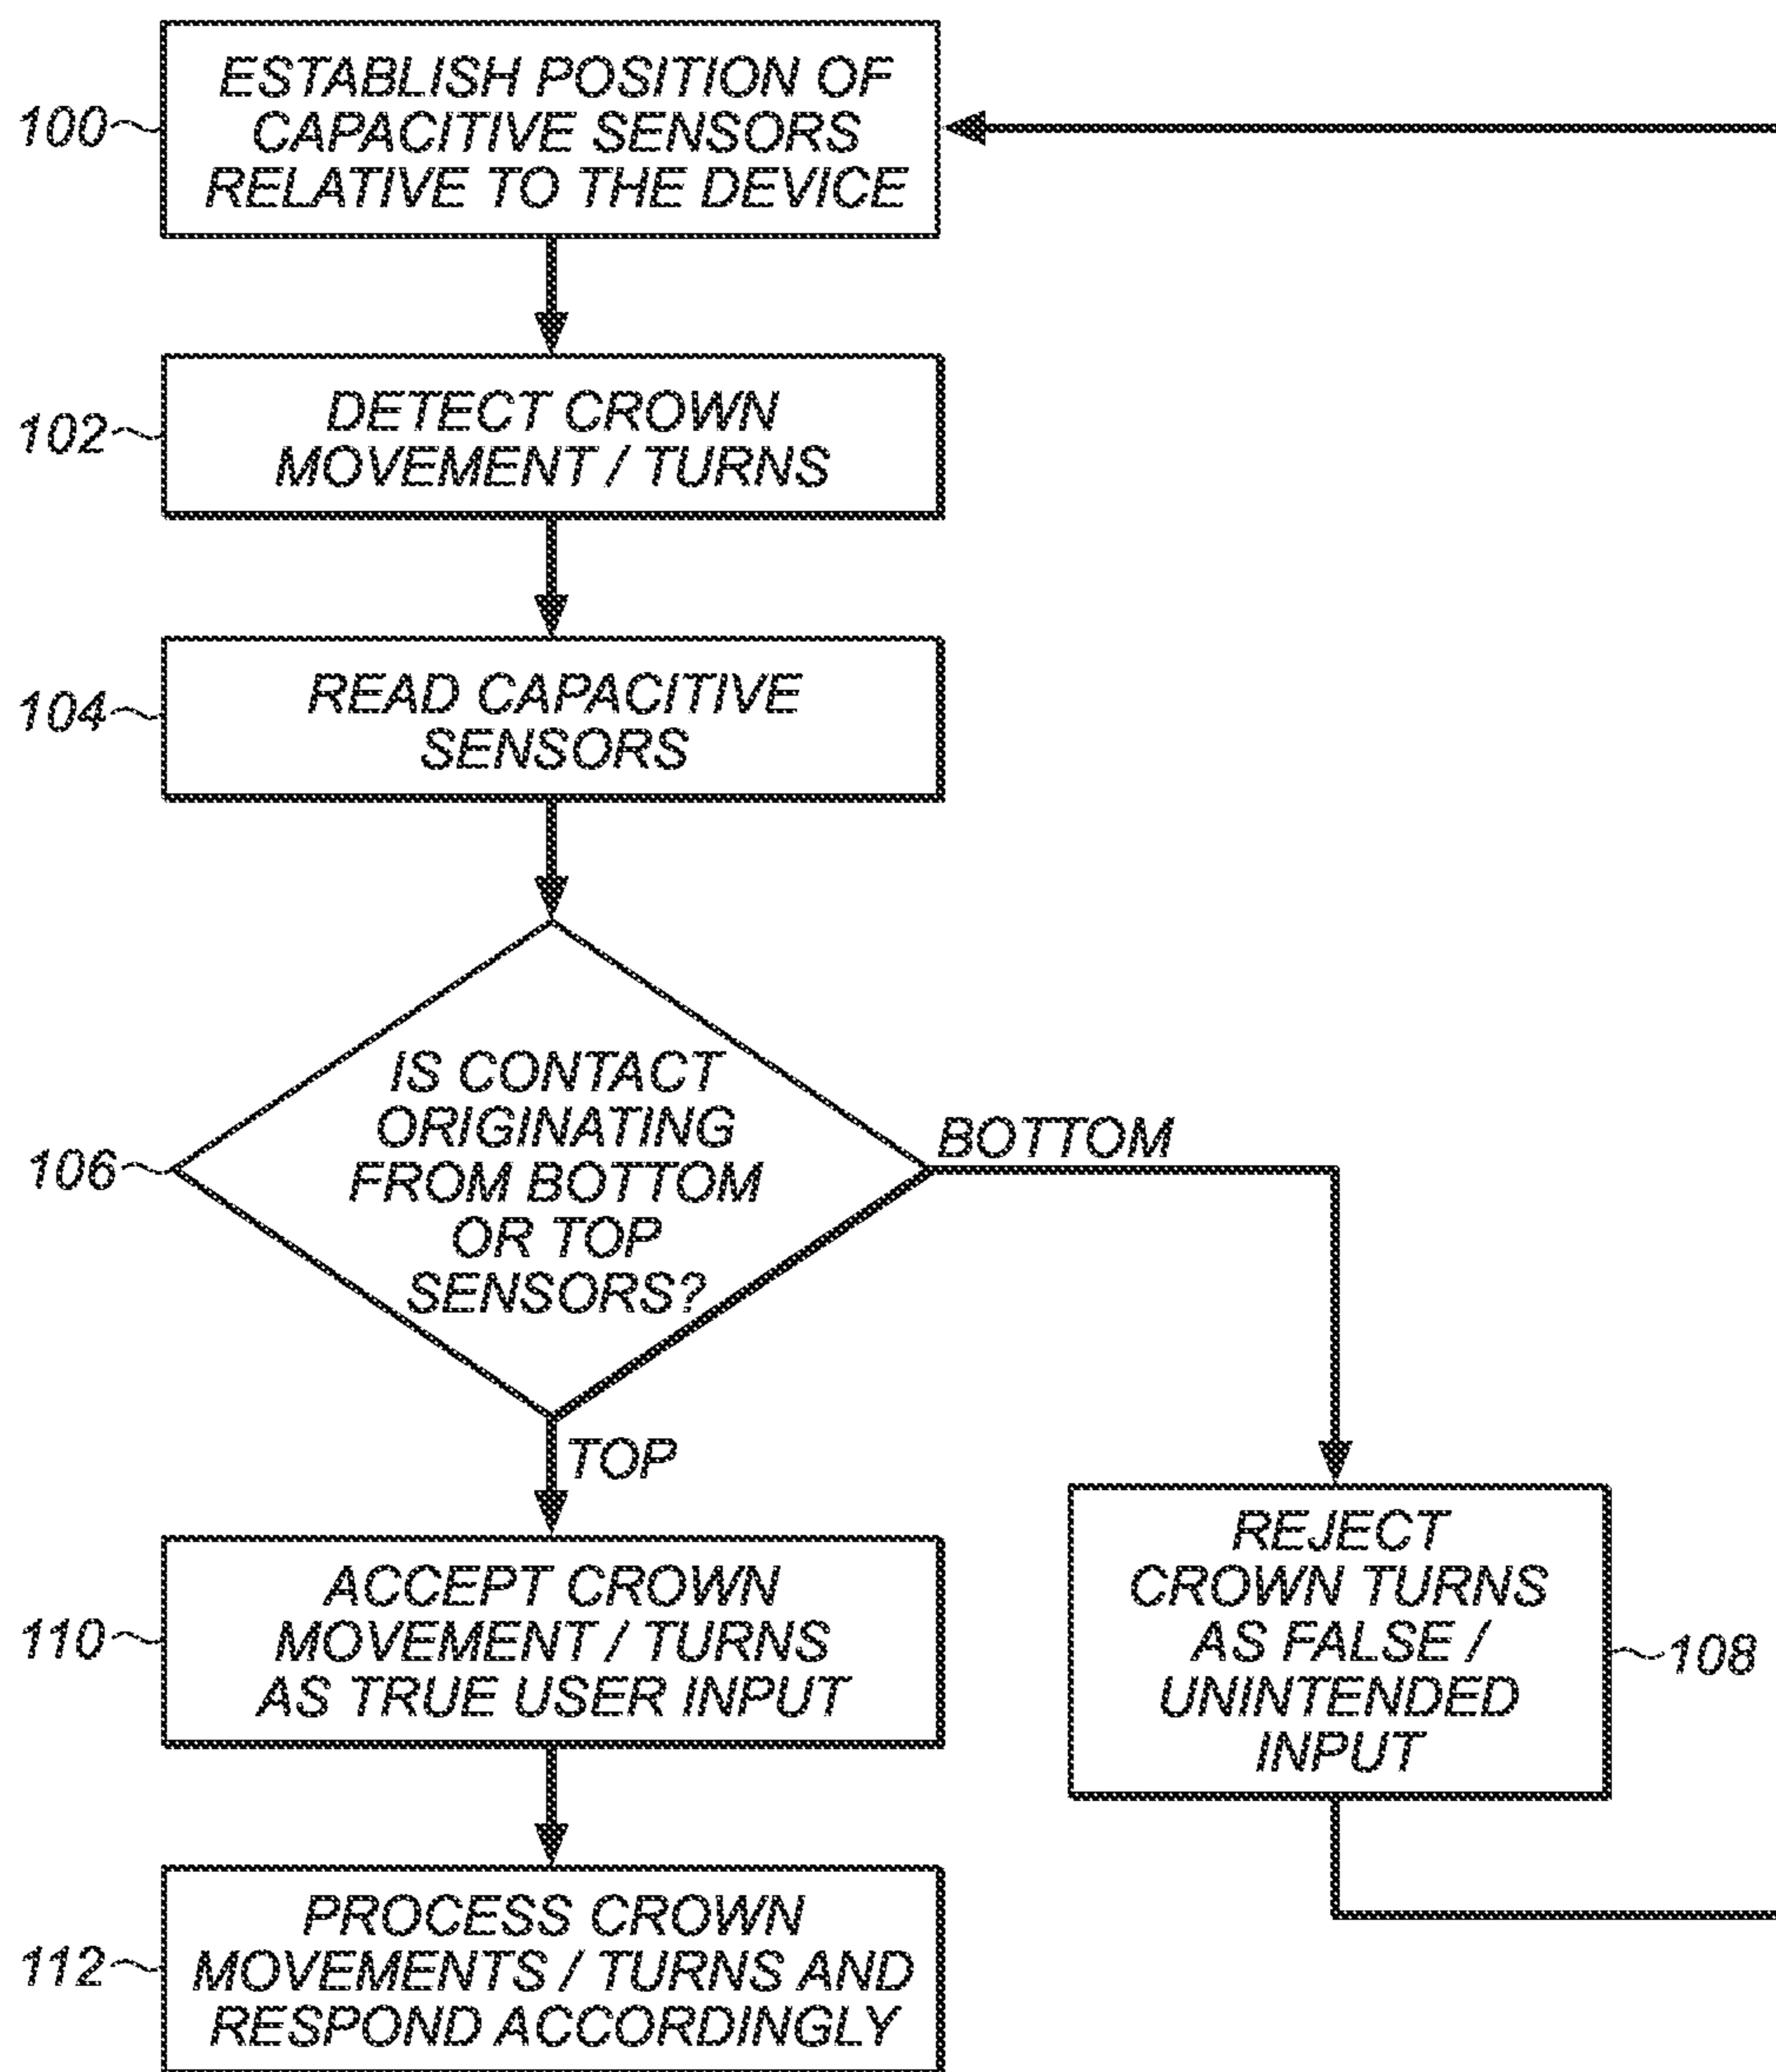 100
ESTABLISH POSITION OF
CAPACITIVE SENSORS
RELATIVE TO THE DEVICE
102
DETECT CROWN
MOVEMENT / TURNS
104
READ CAPACITIVE
SENSORS
106
IS CONTACT
ORIGINATING
FROM BOTTOM
OR TOP
SENSORS?
BOTTOM
TOP
110
ACCEPT CROWN
MOVEMENT / TURNS
AS TRUE USER INPUT
REJECT
CROWN TURNS
AS FALSE /
UNINTENDED
INPUT
108
112
PROCESS CROWN
MOVEMENTS / TURNS AND
RESPOND ACCORDINGLY